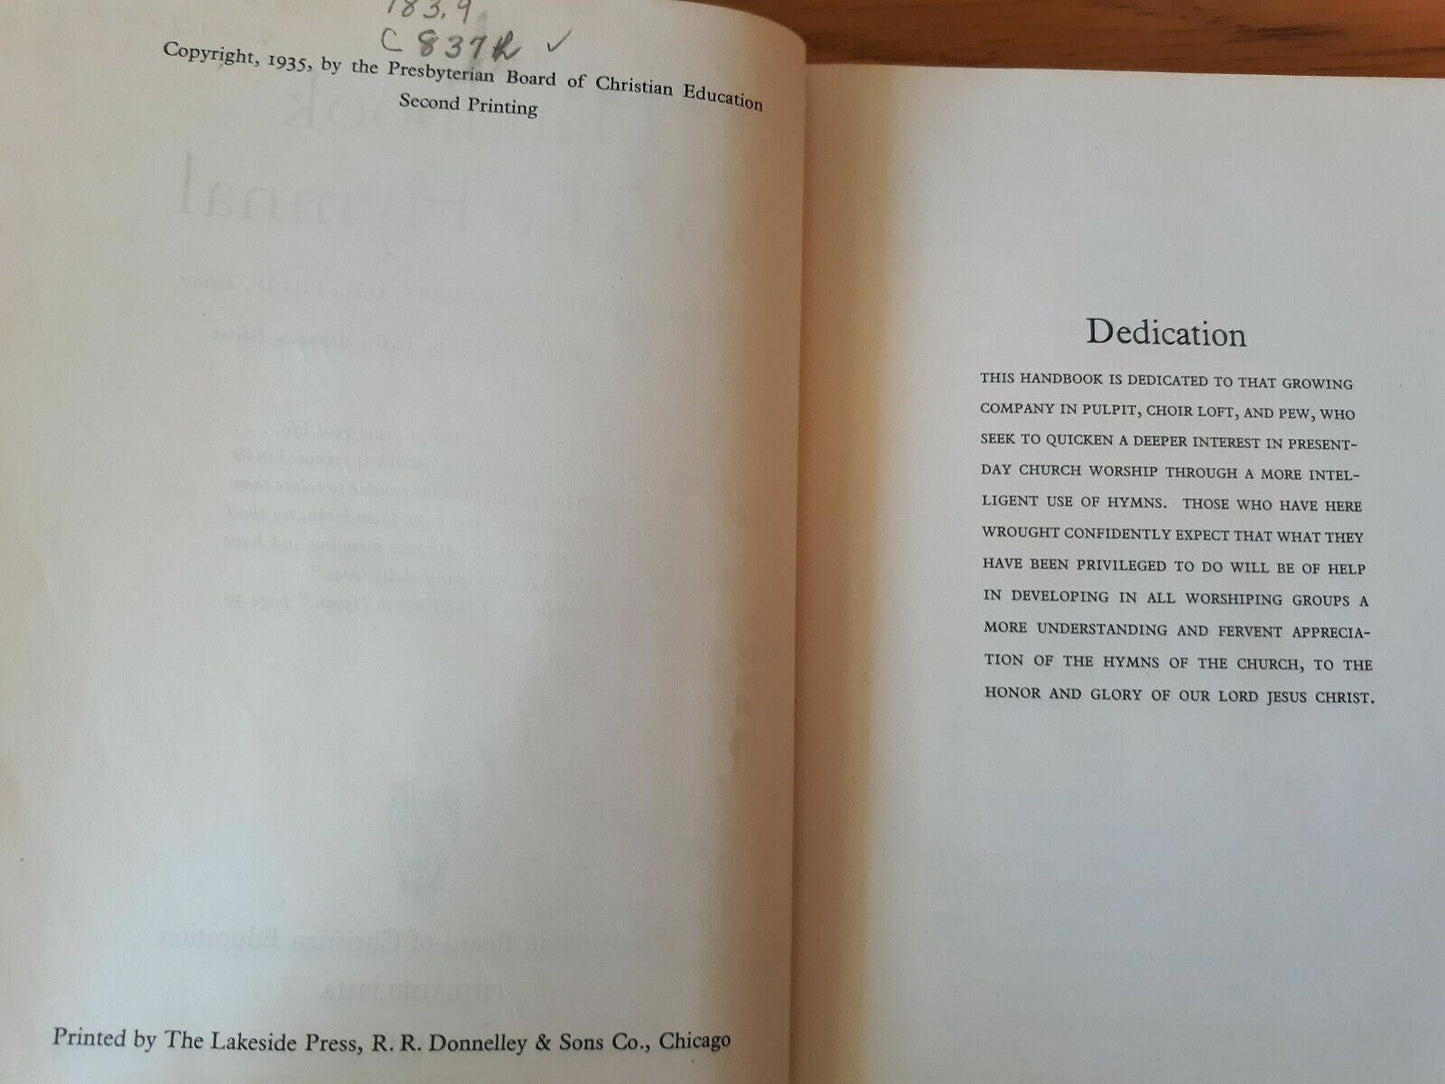 783.9
C837h ✓
Copyright, 1935, by the Presbyterian Board of Christian Education
Second Printing
Printed by The Lakeside Press, R. R. Donnelley & Sons Co., Chicago
Dedication
THIS HANDBOOK IS DEDICATED TO THAT GROWING
COMPANY IN PULPIT, CHOIR LOFT, AND PEW, WHO
SEEK TO QUICKEN A DEEPER INTEREST IN PRESENT-
DAY CHURCH WORSHIP THROUGH A MORE INTEL-
LIGENT USE OF HYMNS. THOSE WHO HAVE HERE
WROUGHT CONFIDENTLY EXPECT THAT WHAT THEY
HAVE BEEN PRIVILEGED TO DO WILL BE OF HELP
IN DEVELOPING IN ALL WORSHIPING GROUPS A
MORE UNDERSTANDING AND FERVENT APPRECIA-
TION OF THE HYMNS OF THE CHURCH, TO THE
HONOR AND GLORY OF OUR LORD JESUS CHRIST.